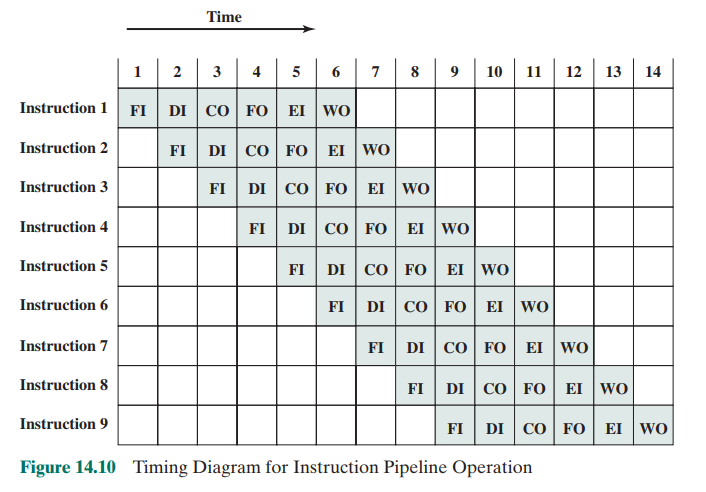 Time
1 2 3 4 5 6 7 8 9 10 11 12 13 14
Instruction 1 FI DI CO FO EI WO
Instruction 2 FI DI CO FO EI WO
Instruction 3 FI DI CO FO EI WO
Instruction 4 FI DI CO FO EI WO
Instruction 5 FI DI CO FO EI WO
Instruction 6 FI DI CO FO EI WO
Instruction 7 FI DI CO FO EI WO
Instruction 8 FI DI CO FO EI WO
Instruction 9 FI DI CO FO EI WO
Figure 14.10 Timing Diagram for Instruction Pipeline Operation